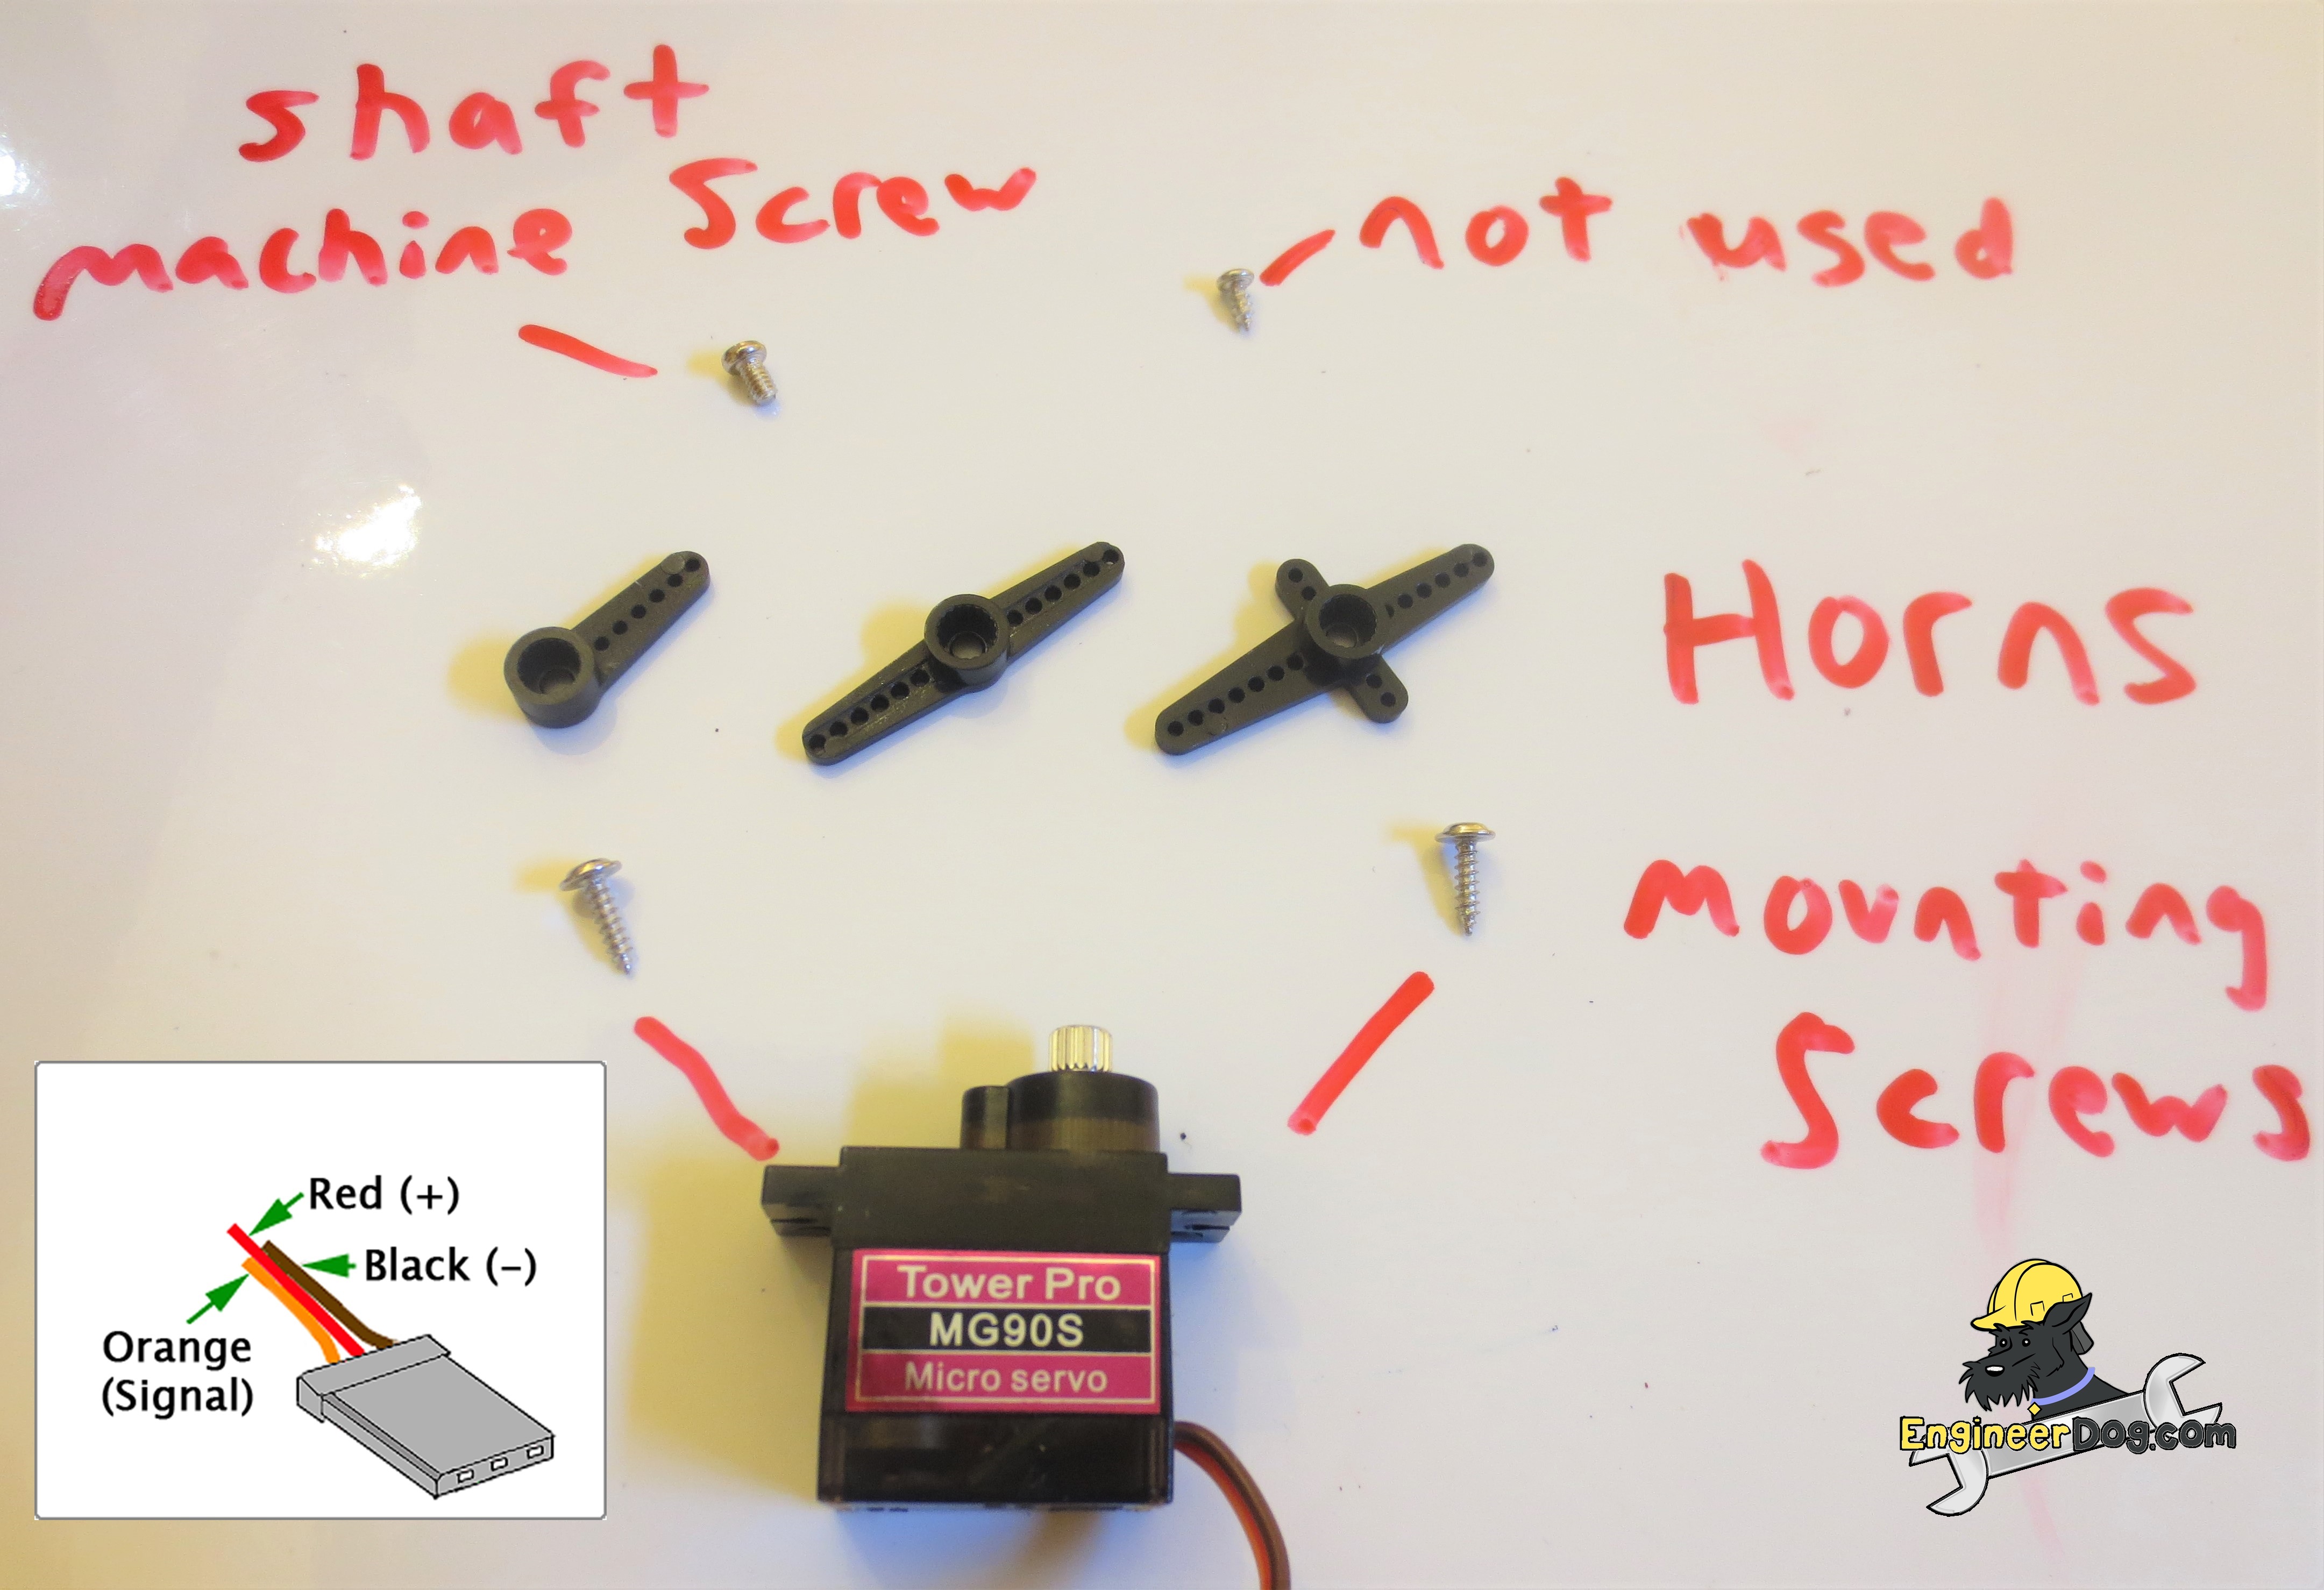 shaft
machine screw
not used
Horns
mounting
screws
Red (+)
Black (-)
Orange
(Signal)
Tower Pro
MG90S
Micro servo
EngineerDog.com